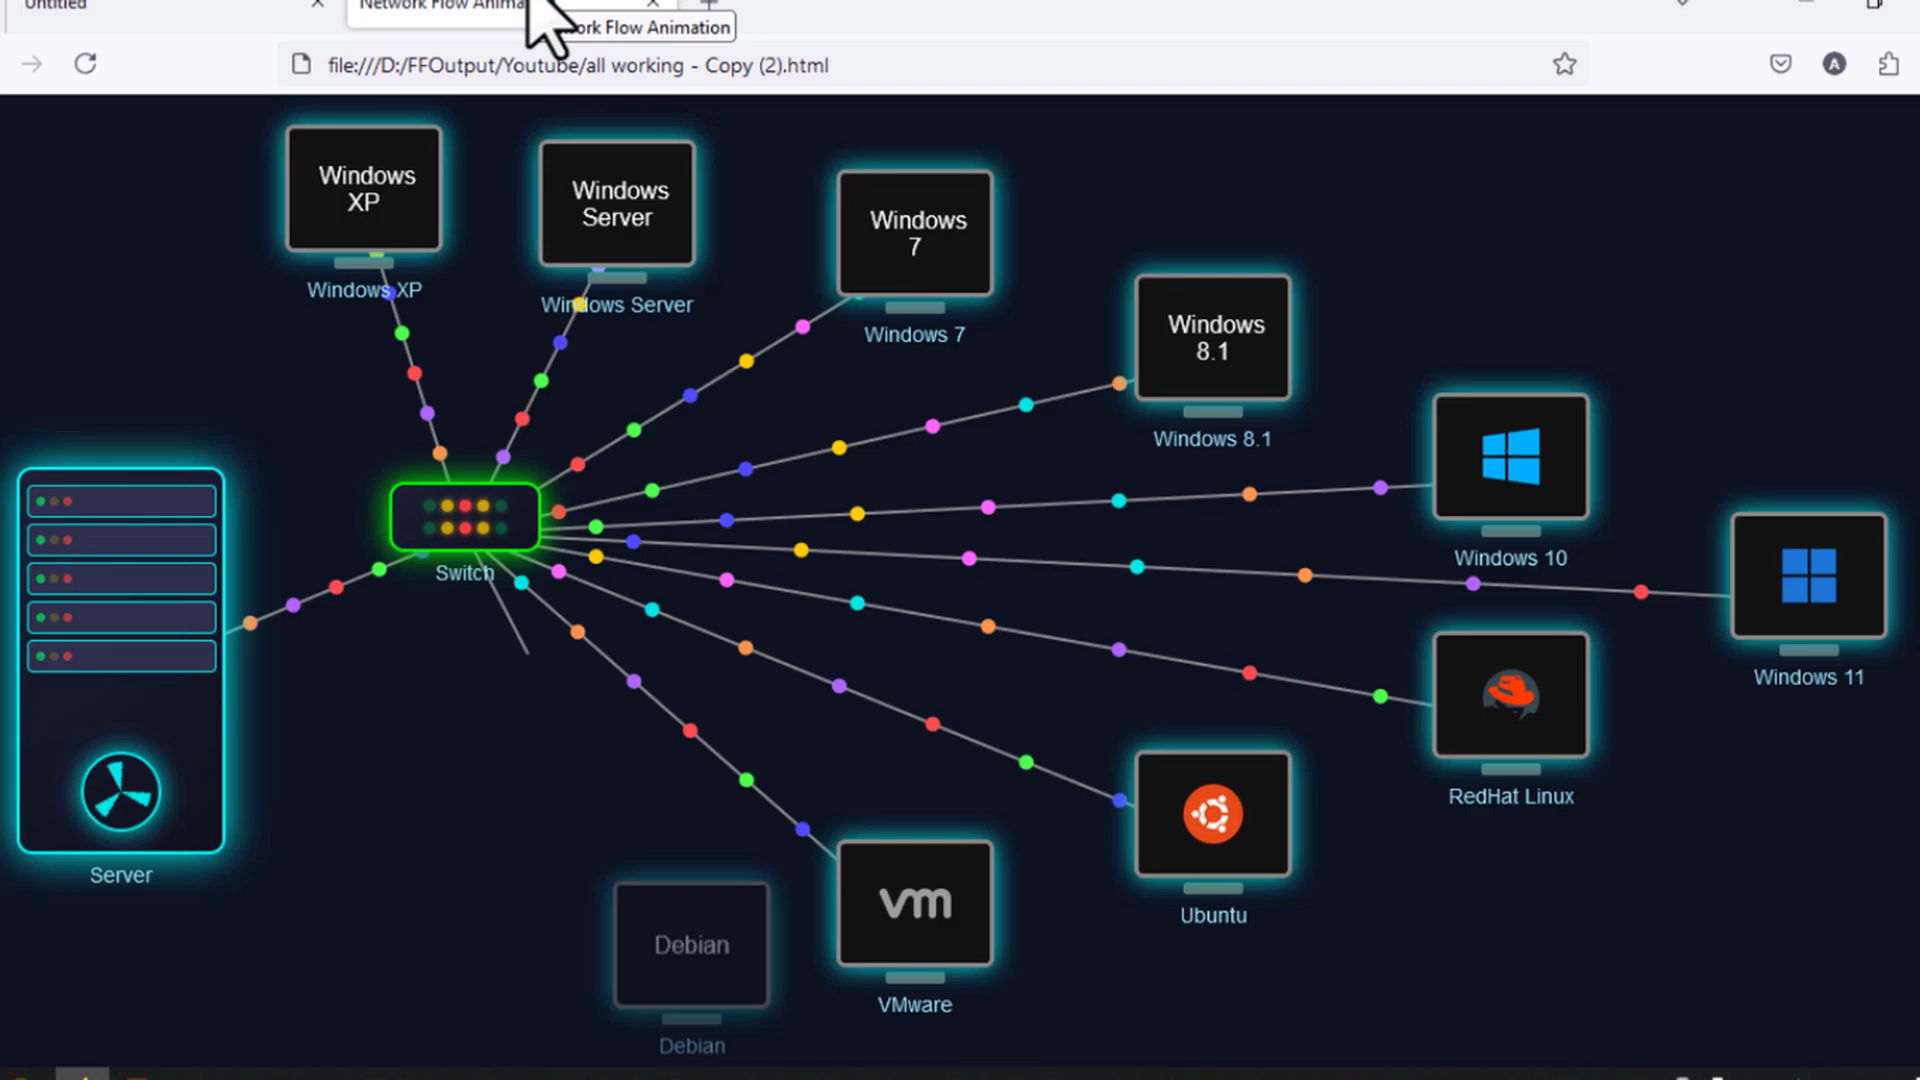 Untitled
Network Flow Anima
ork Flow Animation
file:///D:/FFOutput/Youtube/all working - Copy (2).html
A
Windows
XP
Windows XP
Windows
Server
Windows Server
Windows
7
Windows 7
Windows
8.1
Windows 8.1
Windows 10
Windows 11
Switch
Server
RedHat Linux
Ubuntu
vm
VMware
Debian
Debian